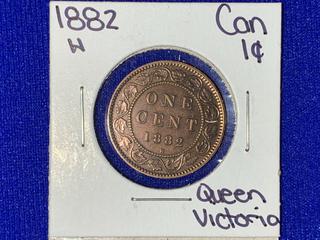 1882
H
Can
1¢
ONE
CENT
1882
Queen
Victoria